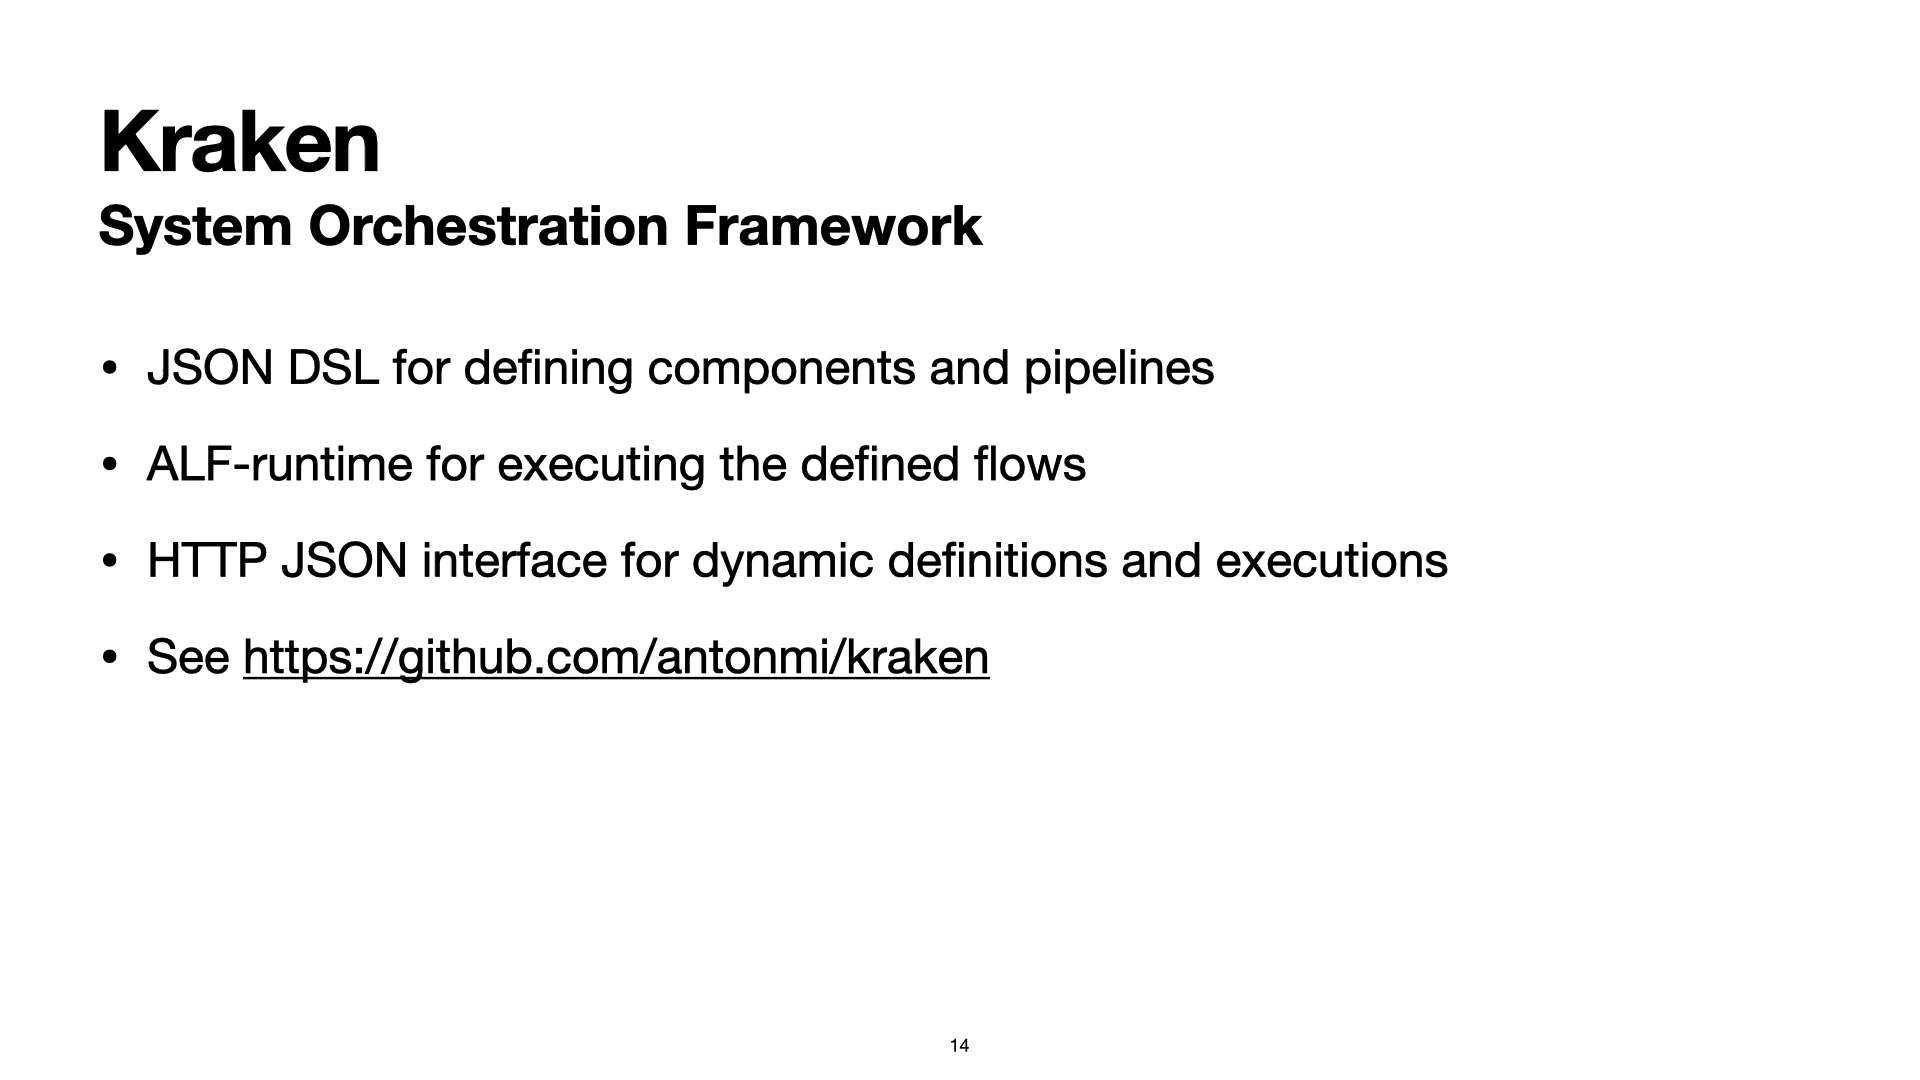 Kraken
System Orchestration Framework
• JSON DSL for defining components and pipelines
• ALF-runtime for executing the defined flows
• HTTP JSON interface for dynamic definitions and executions
• See https://github.com/antonmi/kraken
14